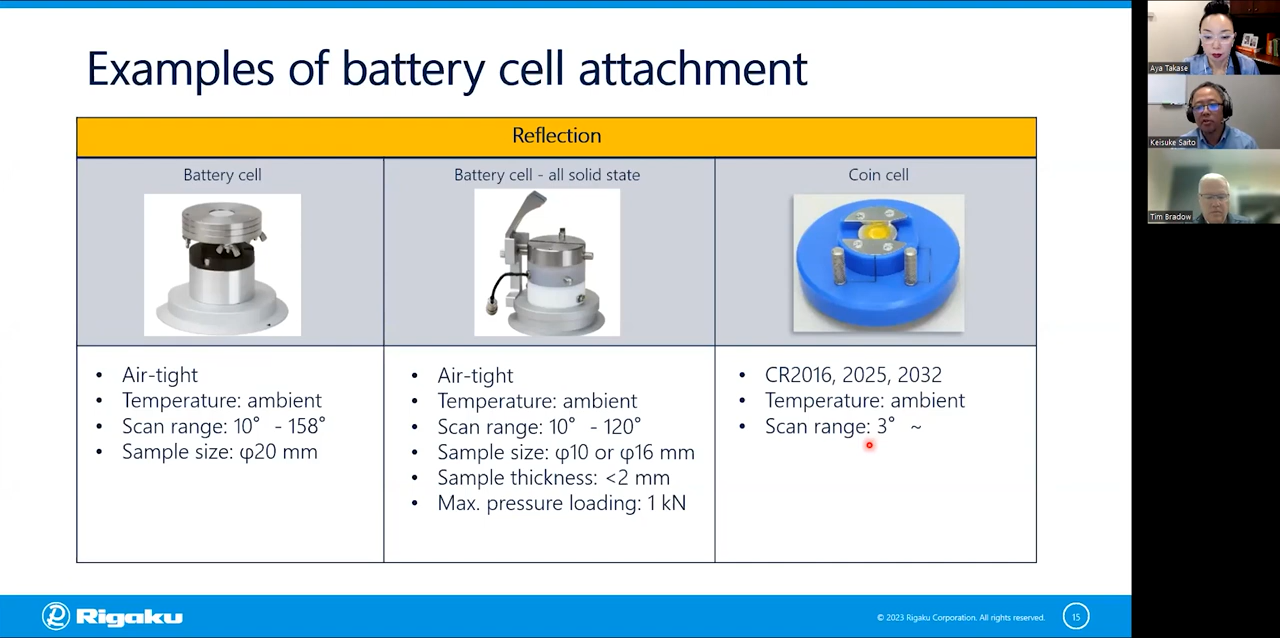 Examples of battery cell attachment
Reflection
Battery cell
Battery cell - all solid state
Coin cell
• Air-tight
• Temperature: ambient
• Scan range: 10° - 158°
• Sample size: φ20 mm
• Air-tight
• Temperature: ambient
• Scan range: 10° - 120°
• Sample size: φ10 or φ16 mm
• Sample thickness: <2 mm
• Max. pressure loading: 1 kN
• CR2016, 2025, 2032
• Temperature: ambient
• Scan range: 3° ~
Rigaku
© 2023 Rigaku Corporation. All rights reserved.
15
Aya Takase
Keisuke Saito
Tim Bradow